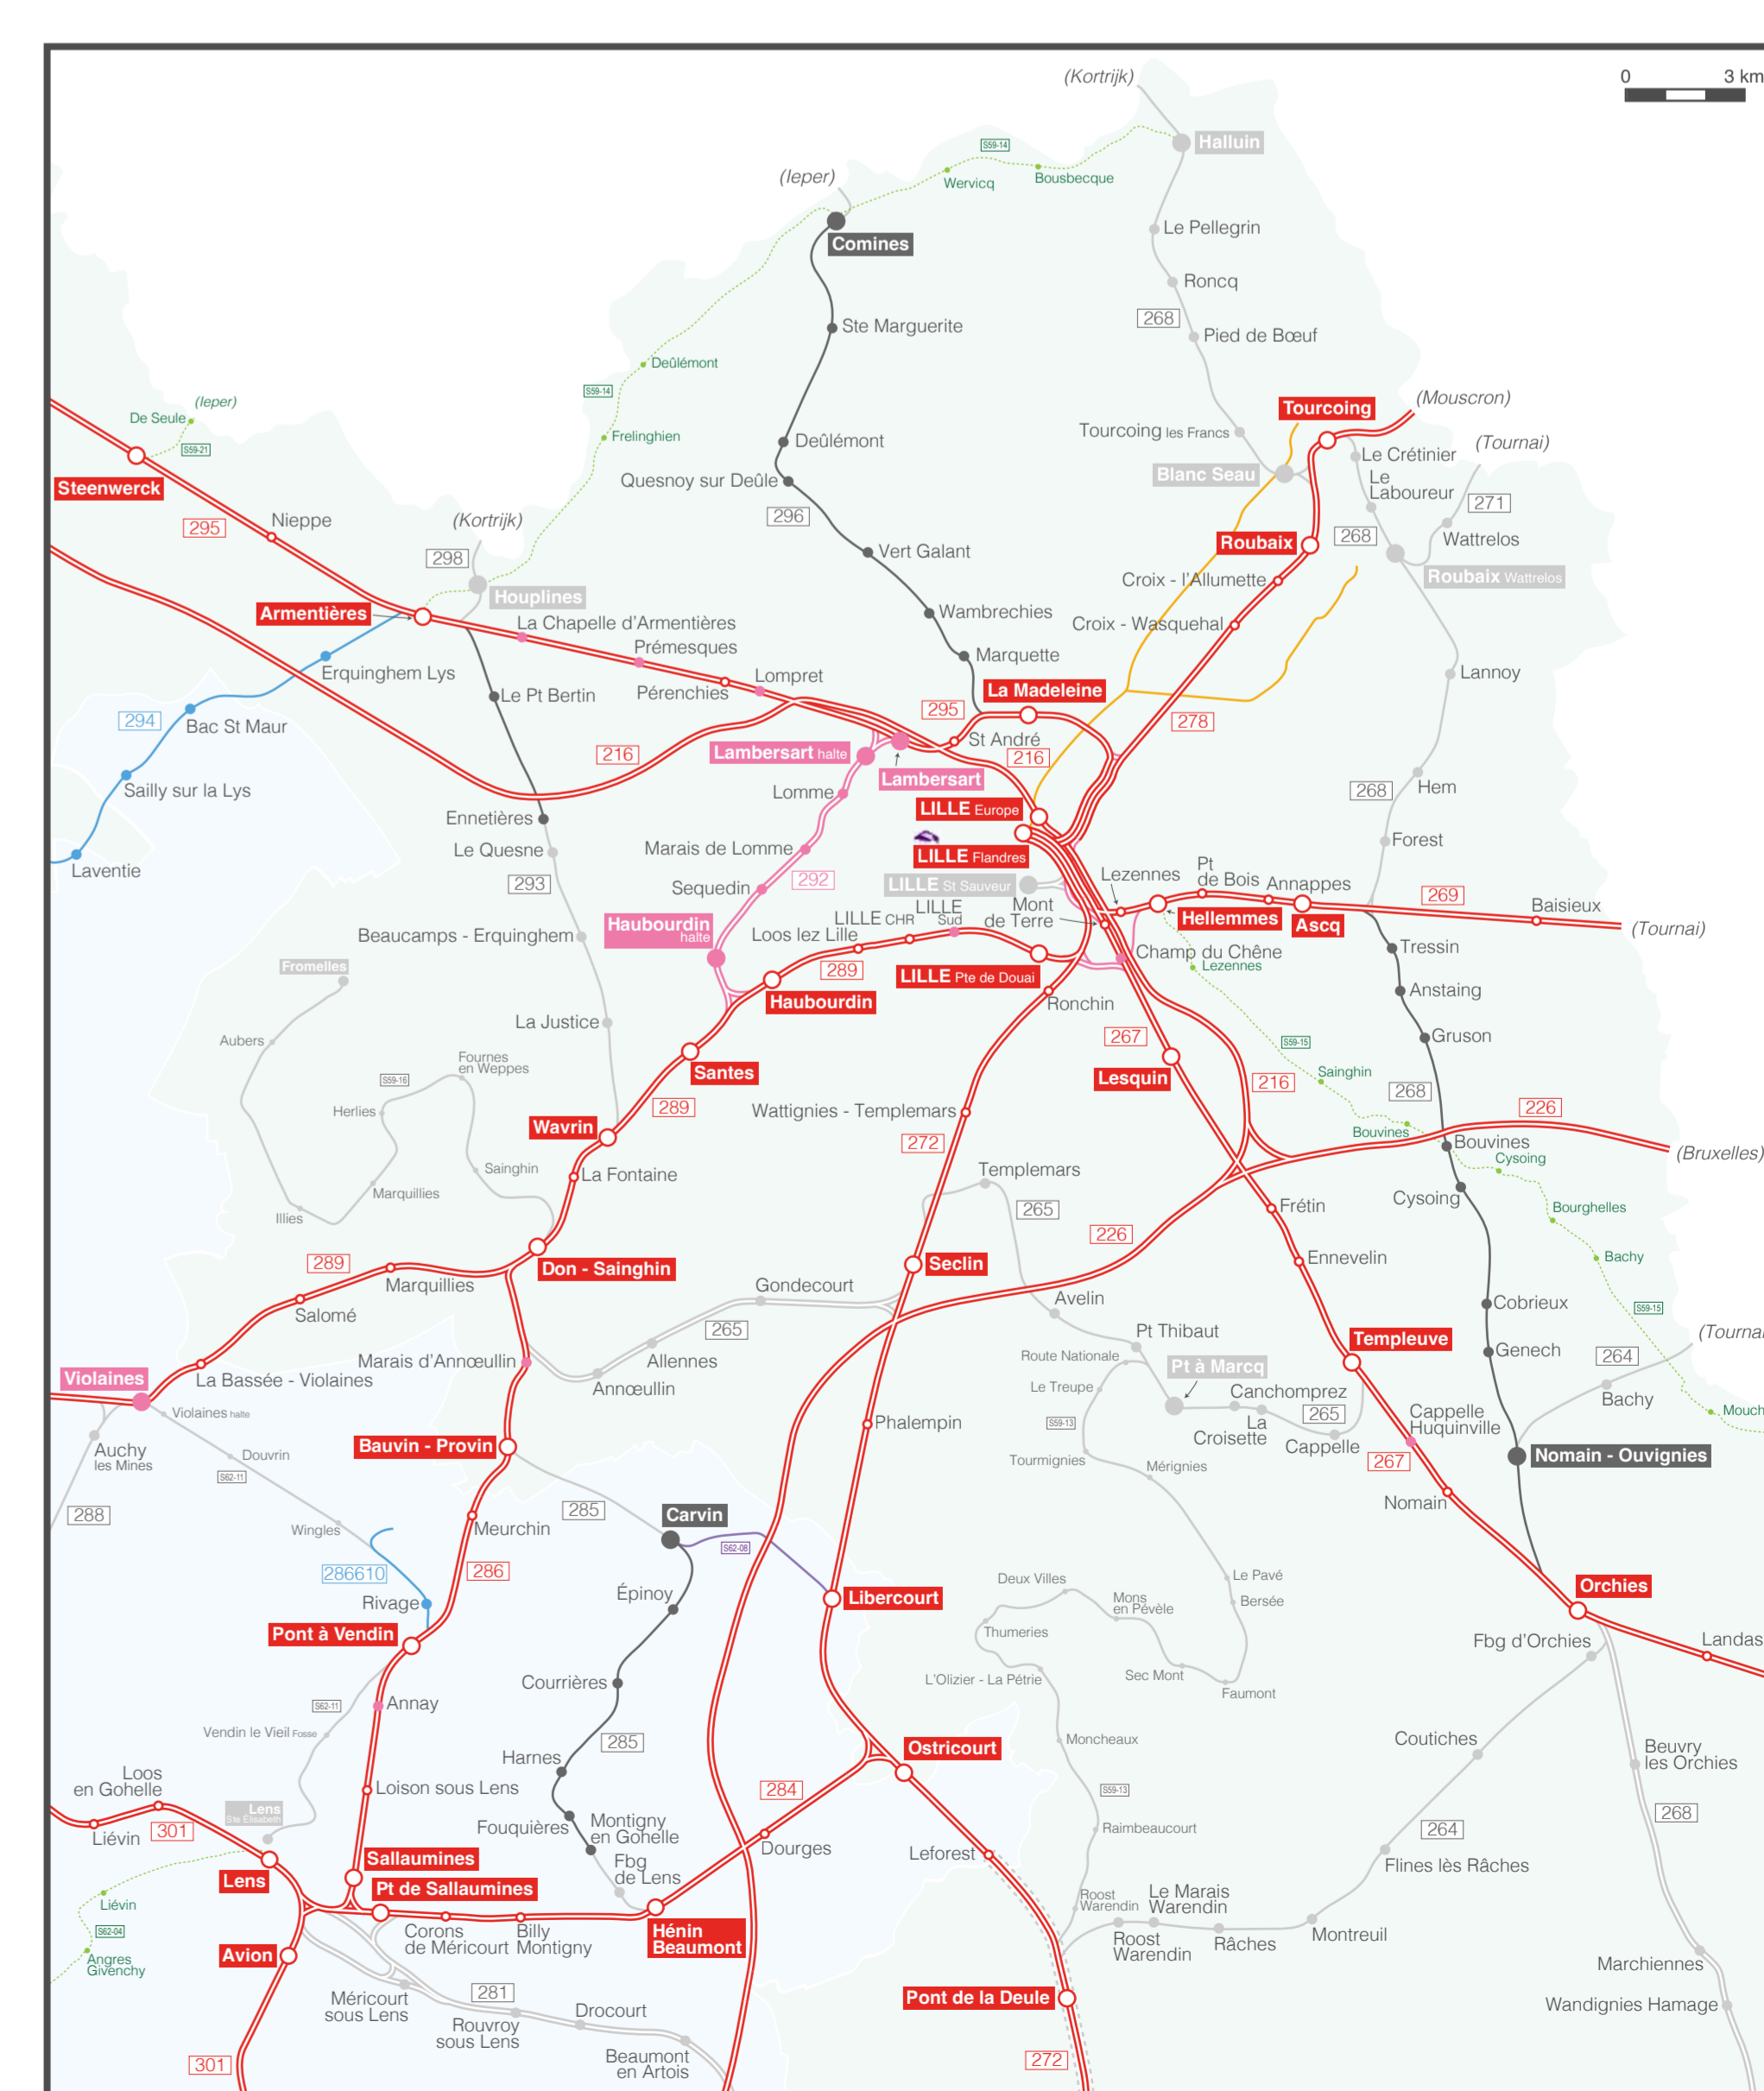 0 3 km
(Kortrijk)
Halluin
S59-14
Wervicq
Bousbecque
(Ieper)
Comines
Le Pellegrin
Roncq
268
Pied de Bœuf
Ste Marguerite
Deûlémont
S59-14
Frelinghien
De Seule
(Ieper)
S59-21
Steenwerck
295
Nieppe
(Kortrijk)
298
Houplines
Armentières
Deûlémont
Quesnoy sur Deûle
296
Vert Galant
Wambrechies
Marquette
Tourcoing
(Mouscron)
Tourcoing les Francs
Blanc Seau
Le Crétinier
(Tournai)
Le
Laboureur
271
Wattrelos
268
Roubaix
Roubaix Wattrelos
Croix - l'Allumette
Croix - Wasquehal
Lannoy
La Chapelle d'Armentières
Prémesques
Pérenchies
Lompret
Erquinghem Lys
294
Bac St Maur
Sailly sur la Lys
Laventie
Le Pt Bertin
216
La Madeleine
295
St André
216
278
Lambersart halte
Lambersart
Lomme
Hem
268
Forest
LILLE Europe
LILLE Flandres
LILLE St Sauveur
Ennetières
Le Quesne
293
Marais de Lomme
Sequedin
292
Haubourdin
halte
Beaucamps - Erquinghem
Lezennes
Pt
de Bois
Annappes
Hellemmes
Ascq
269
Baisieux
(Tournai)
Mont
de Terre
LILLE
Sud
LILLE CHR
Loos lez Lille
289
LILLE Pte de Douai
Champ du Chêne
Lezennes
Tressin
Anstaing
Gruson
Fromelles
Haubourdin
Ronchin
La Justice
Aubers
Fournes
en Weppes
S59-16
Herlies
Santes
289
267
Lesquin
S59-15
Sainghin
216
268
226
Wattignies - Templemars
272
Wavrin
La Fontaine
Sainghin
Marquillies
Illies
Bouvines
Bouvines
Cysoing
(Bruxelles)
Cysoing
Templemars
265
Frétin
Bourghelles
289
Don - Sainghin
Marquillies
Salomé
Seclin
226
Ennevelin
Bachy
Gondecourt
Avelin
Cobrieux
S59-15
265
Pt Thibaut
Templeuve
Genech
264
Bachy
Marais d'Annœullin
Allennes
Annœullin
Route Nationale
Le Treupe
Pt à Marcq
Canchomprez
265
La
Croisette
Cappelle
Cappelle
Huquinville
Violaines
La Bassée - Violaines
Violaines halte
Phalempin
S59-13
Tourmignies
Mérignies
Auchy
les Mines
Douvrin
S62-11
Bauvin - Provin
267
Nomain
Nomain - Ouvignies
288
Wingles
285
Carvin
S62-08
Meurchin
286610
286
Rivage
Épinoy
Libercourt
Deux Villes
Mons
en Pévèle
Le Pavé
Bersée
Orchies
Pont à Vendin
Thumeries
Fbg d'Orchies
Landas
Courrières
L'Olizier - La Pétrie
Sec Mont
Faumont
Annay
S62-11
Vendin le Vieil Fosse
285
Harnes
Ostricourt
Moncheaux
Coutiches
Beuvry
les Orchies
Loos
en Gohelle
Loison sous Lens
284
S59-13
268
Liévin
301
Lens
Ste Elisabeth
Fouquières
Montigny
en Gohelle
Dourges
Raimbeaucourt
264
Leforest
Flines lès Râches
Sallaumines
Fbg
de Lens
Lens
Pt de Sallaumines
Liévin
S62-04
Angres
Givenchy
Avion
Corons
de Méricourt
Billy
Montigny
Hénin
Beaumont
Roost
Warendin
Le Marais
Warendin
Roost
Warendin
Râches
Montreuil
Marchiennes
Méricourt
sous Lens
281
Rouvroy
sous Lens
Drocourt
Pont de la Deule
Wandignies Hamage
301
Beaumont
en Artois
272